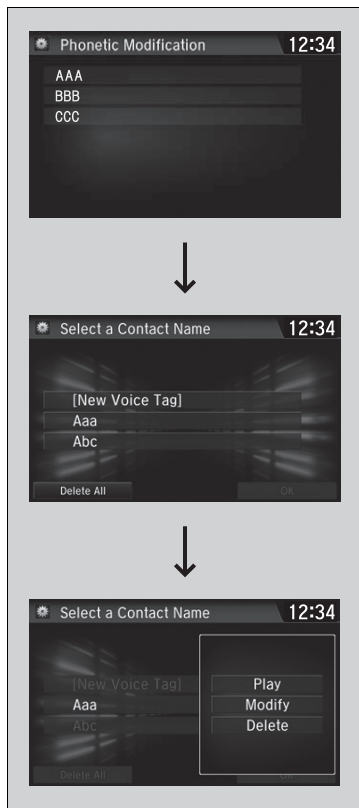 Phonetic Modification 12:34
AAA
BBB
CCC
Select a Contact Name 12:34
[New Voice Tag]
Aaa
Abc
Delete All OK
Select a Contact Name 12:34
[New Voice Tag] Play
Aaa Modify
Abc Delete
Delete All OK